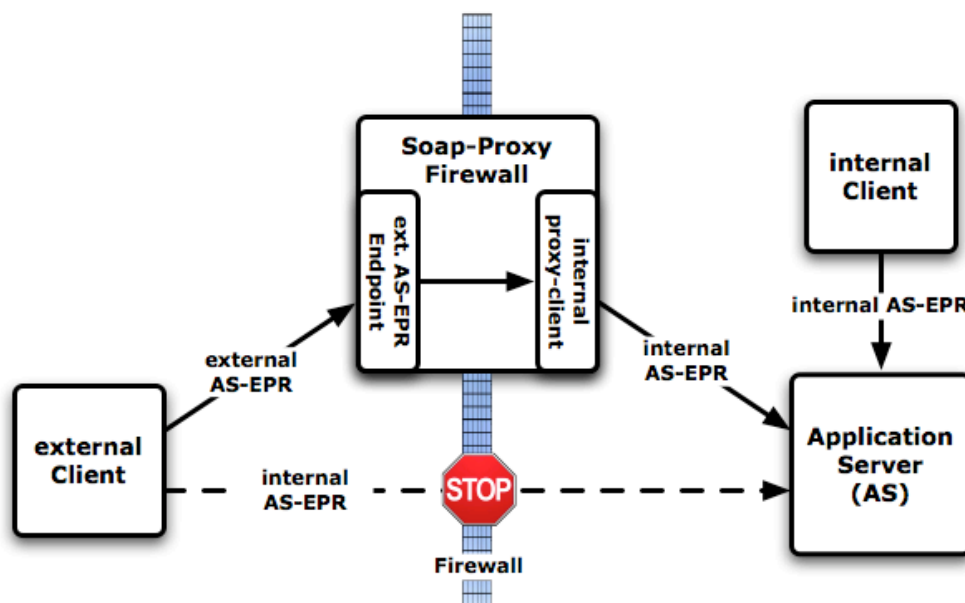 Soap-Proxy
Firewall
ext. AS-EPR
Endpoint
internal
proxy-client
internal
Client
internal AS-EPR
external
AS-EPR
internal
AS-EPR
external
Client
internal
AS-EPR
STOP
Application
Server
(AS)
Firewall